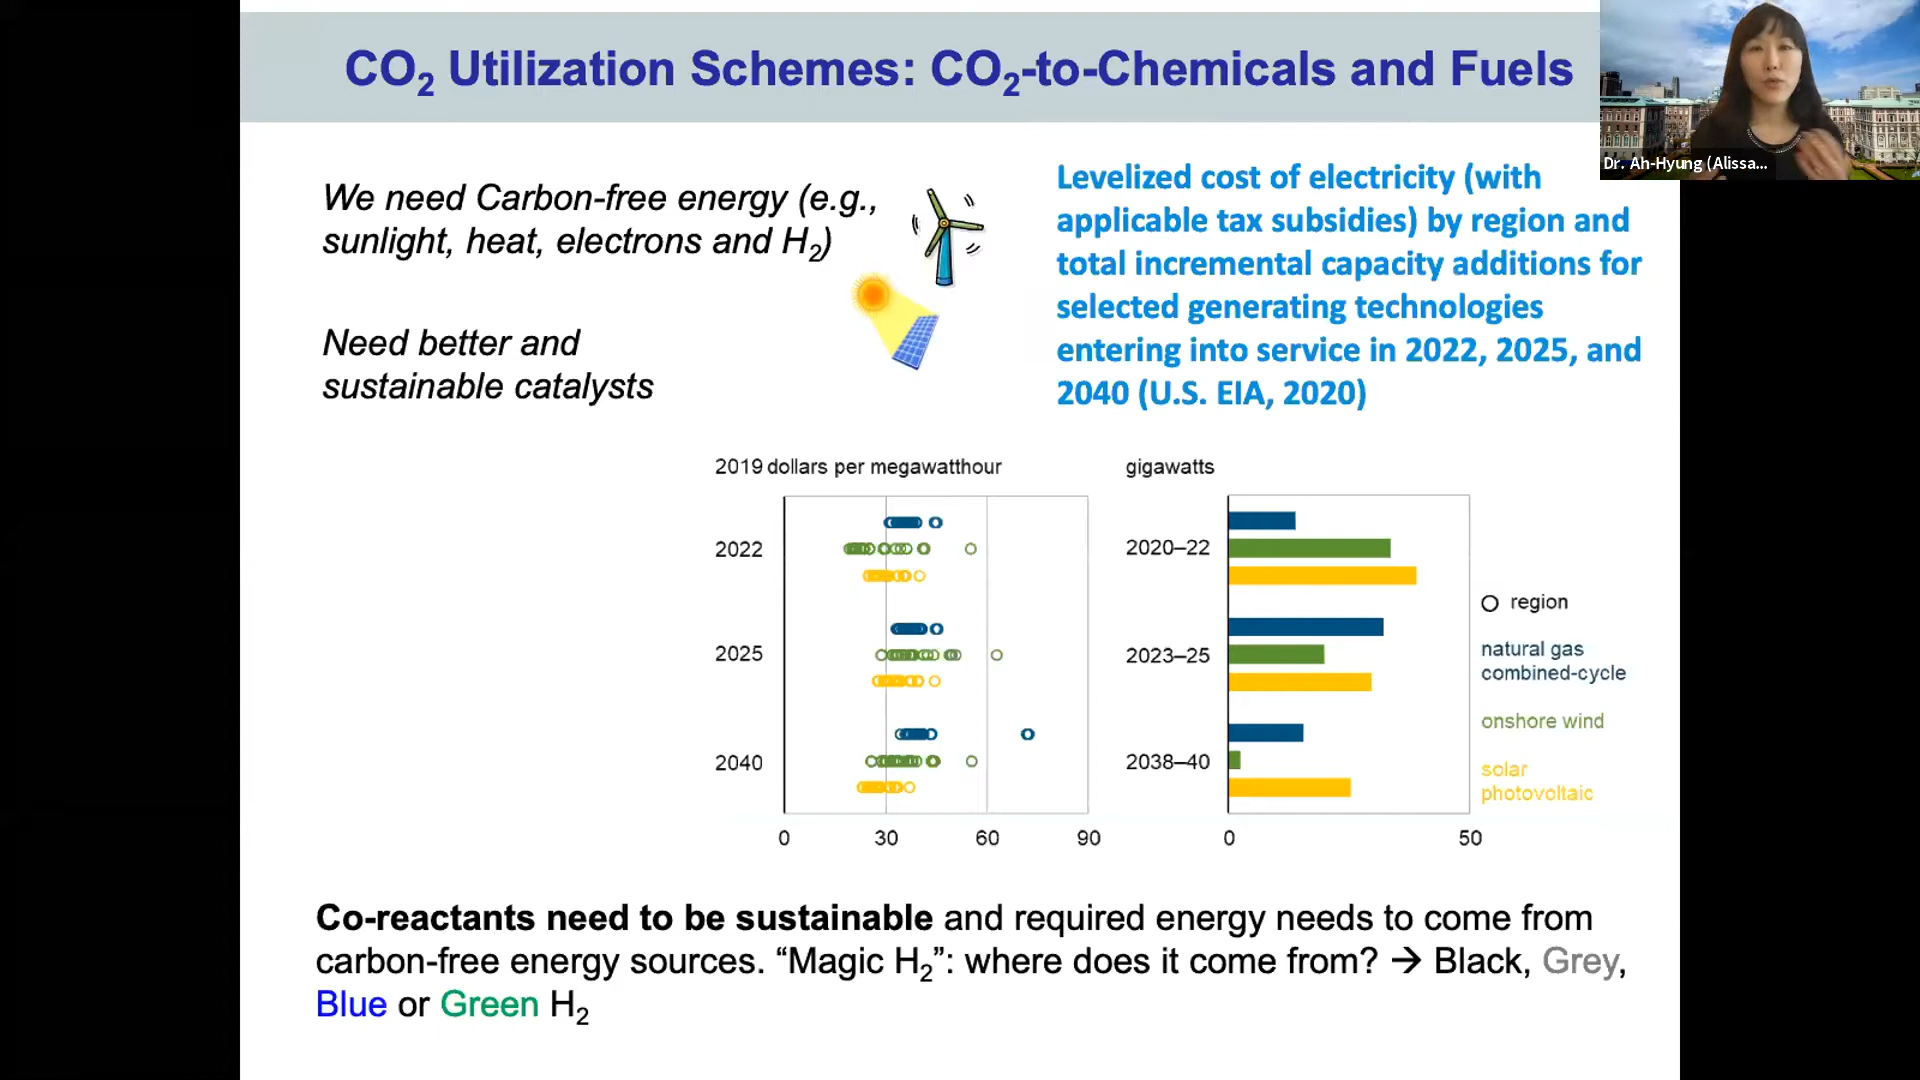 CO₂ Utilization Schemes: CO₂-to-Chemicals and Fuels
Dr. Ah-Hyung (Alissa...
We need Carbon-free energy (e.g.,
sunlight, heat, electrons and H₂)
Need better and
sustainable catalysts
Levelized cost of electricity (with
applicable tax subsidies) by region and
total incremental capacity additions for
selected generating technologies
entering into service in 2022, 2025, and
2040 (U.S. EIA, 2020)
2019 dollars per megawatthour
2022
2025
2040
0 30 60 90
gigawatts
2020–22
2023–25
2038–40
0 50
region
natural gas
combined-cycle
onshore wind
solar
photovoltaic
Co-reactants need to be sustainable and required energy needs to come from
carbon-free energy sources. “Magic H₂”: where does it come from? → Black, Grey,
Blue or Green H₂